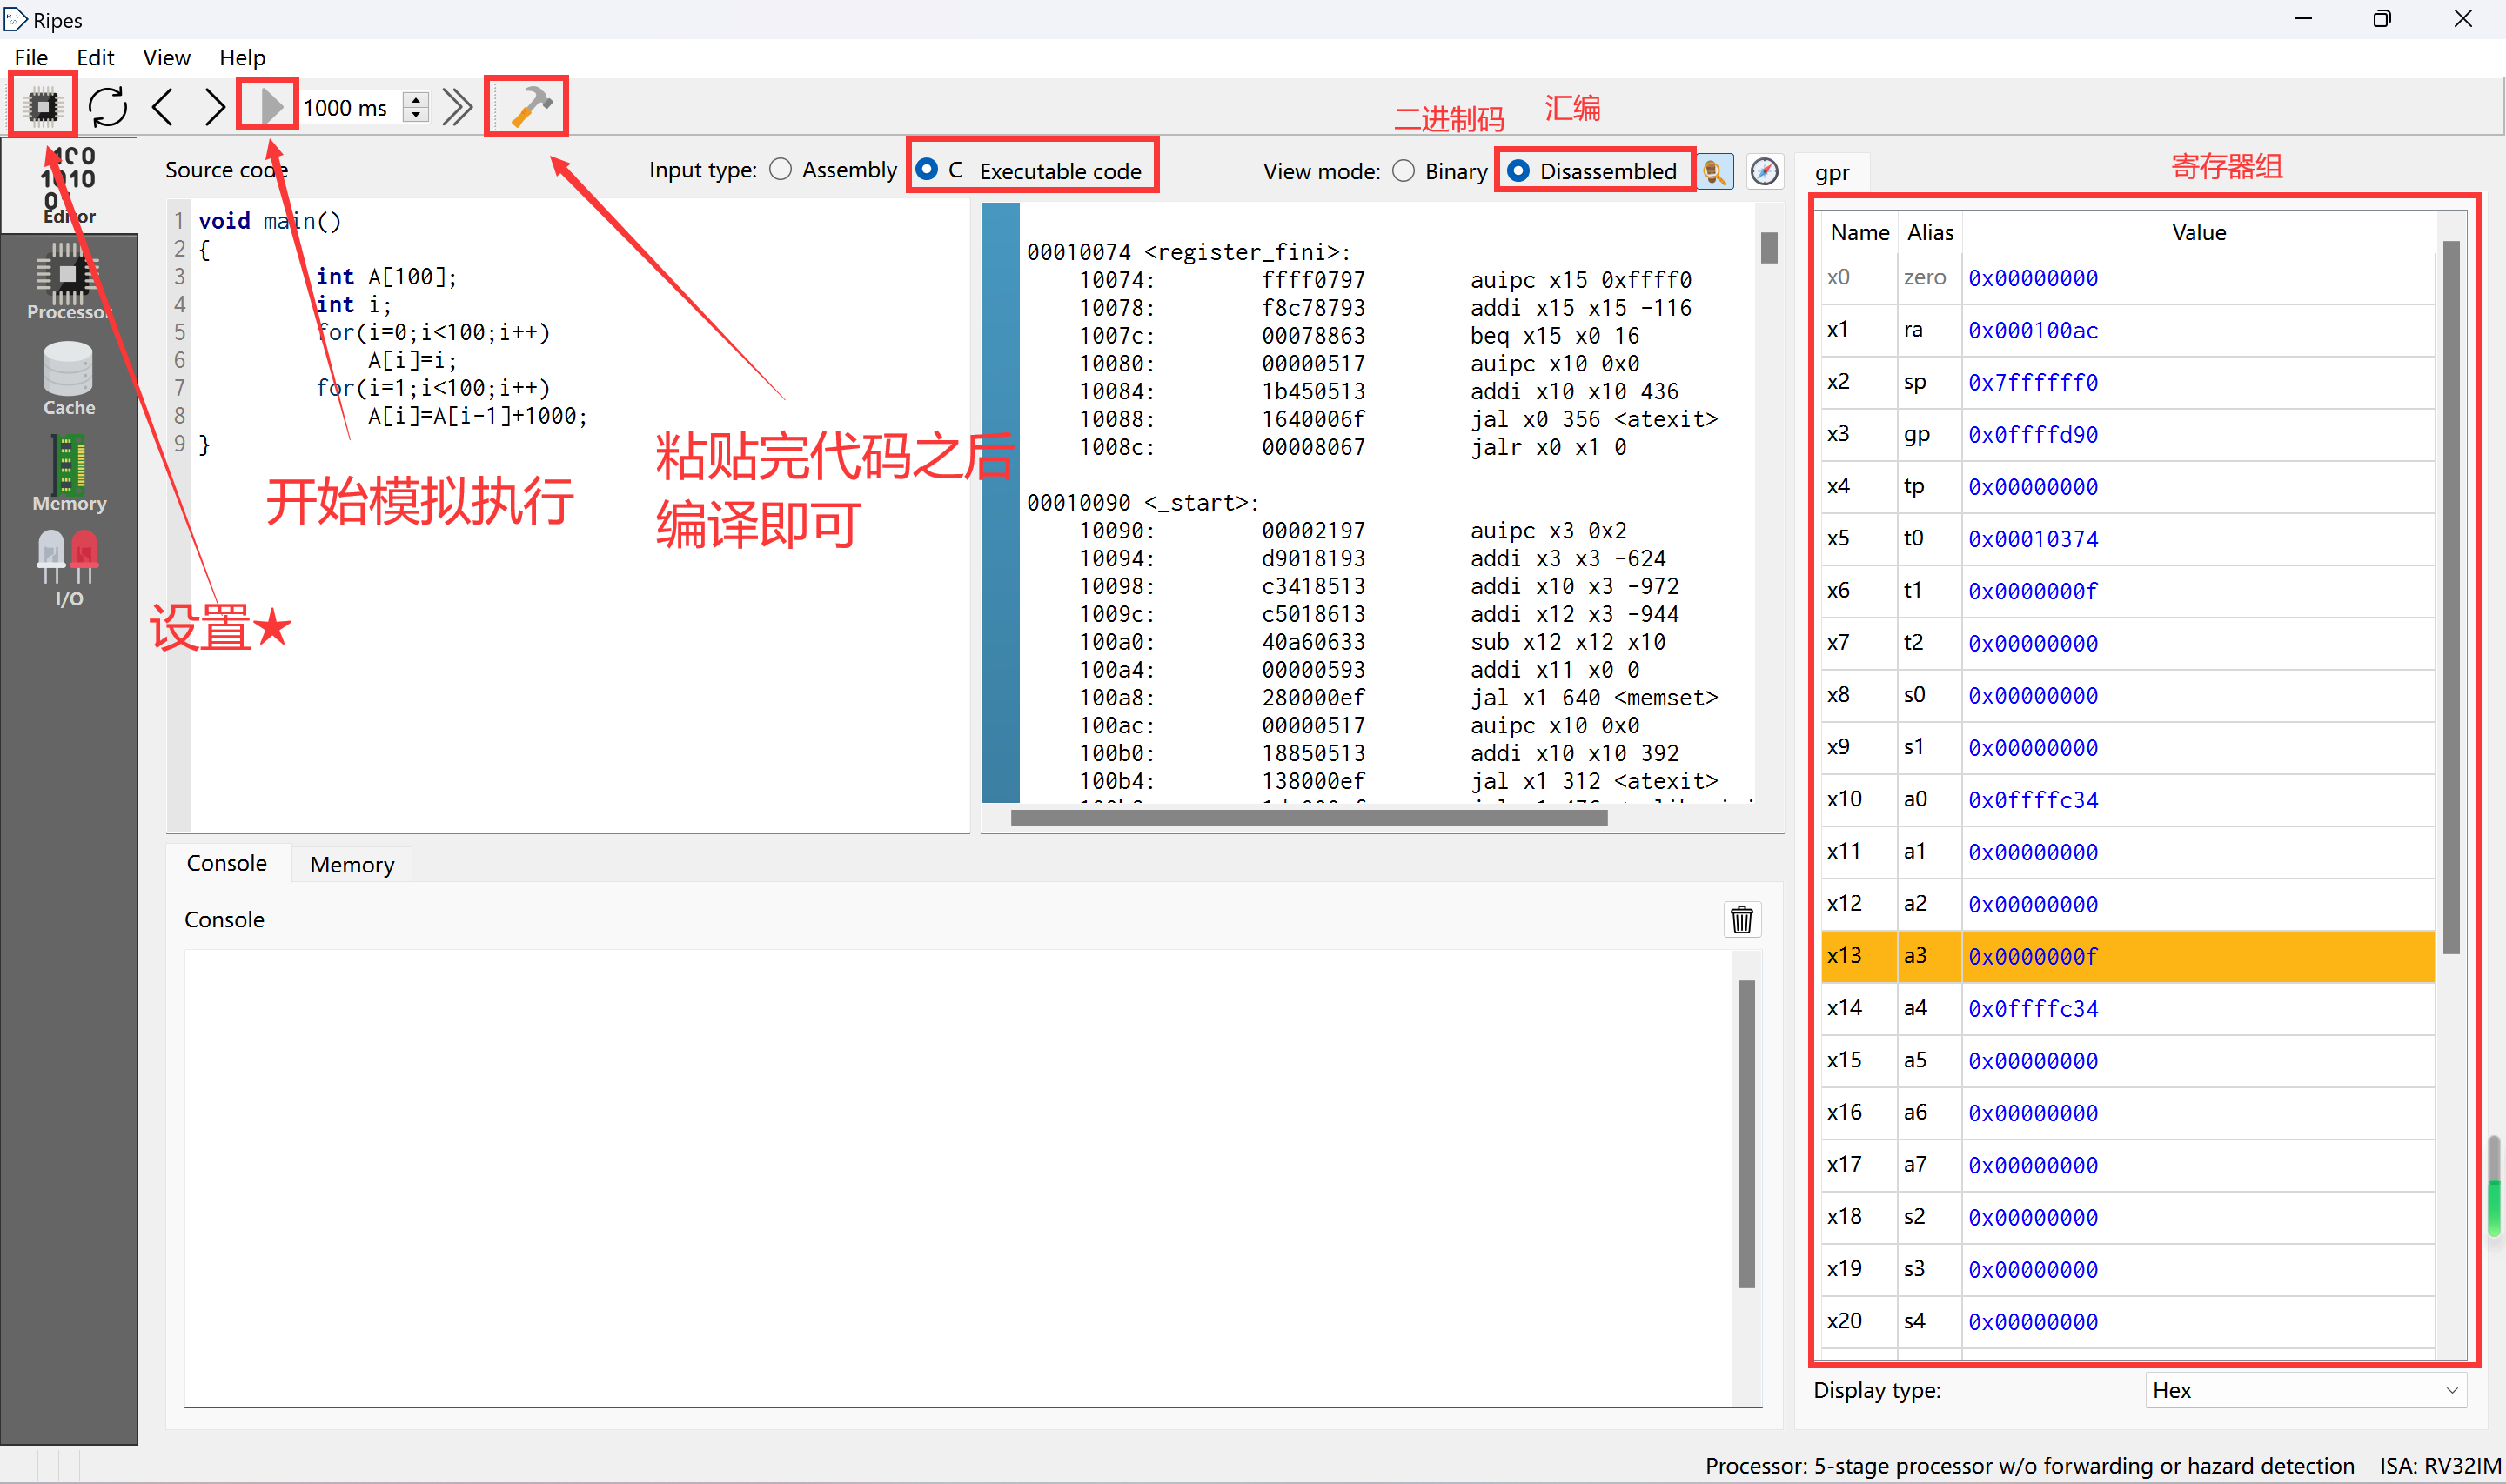 Ripes
File Edit View Help
1000 ms
二进制码 汇编
Source code Input type: Assembly C Executable code View mode: Binary Disassembled
gpr 寄存器组
Editor
Processor
Cache
Memory
I/O
1 void main()
2 {
3 int A[100];
4 int i;
5 for(i=0;i<100;i++)
6 A[i]=i;
7 for(i=1;i<100;i++)
8 A[i]=A[i-1]+1000;
9 }
开始模拟执行
粘贴完代码之后
编译即可
设置★
00010074 <register_fini>:
10074: ffff0797 auipc x15 0xffff0
10078: f8c78793 addi x15 x15 -116
1007c: 00078863 beq x15 x0 16
10080: 00000517 auipc x10 0x0
10084: 1b450513 addi x10 x10 436
10088: 1640006f jal x0 356 <atexit>
1008c: 00008067 jalr x0 x1 0
00010090 <_start>:
10090: 00002197 auipc x3 0x2
10094: d9018193 addi x3 x3 -624
10098: c3418513 addi x10 x3 -972
1009c: c5018613 addi x12 x3 -944
100a0: 40a60633 sub x12 x12 x10
100a4: 00000593 addi x11 x0 0
100a8: 280000ef jal x1 640 <memset>
100ac: 00000517 auipc x10 0x0
100b0: 18850513 addi x10 x10 392
100b4: 138000ef jal x1 312 <atexit>
Name Alias Value
x0 zero 0x00000000
x1 ra 0x000100ac
x2 sp 0x7ffffff0
x3 gp 0x0ffffd90
x4 tp 0x00000000
x5 t0 0x00010374
x6 t1 0x0000000f
x7 t2 0x00000000
x8 s0 0x00000000
x9 s1 0x00000000
x10 a0 0x0ffffc34
x11 a1 0x00000000
x12 a2 0x00000000
x13 a3 0x0000000f
x14 a4 0x0ffffc34
x15 a5 0x00000000
x16 a6 0x00000000
x17 a7 0x00000000
x18 s2 0x00000000
x19 s3 0x00000000
x20 s4 0x00000000
Console Memory
Console
Display type: Hex
Processor: 5-stage processor w/o forwarding or hazard detection ISA: RV32IM